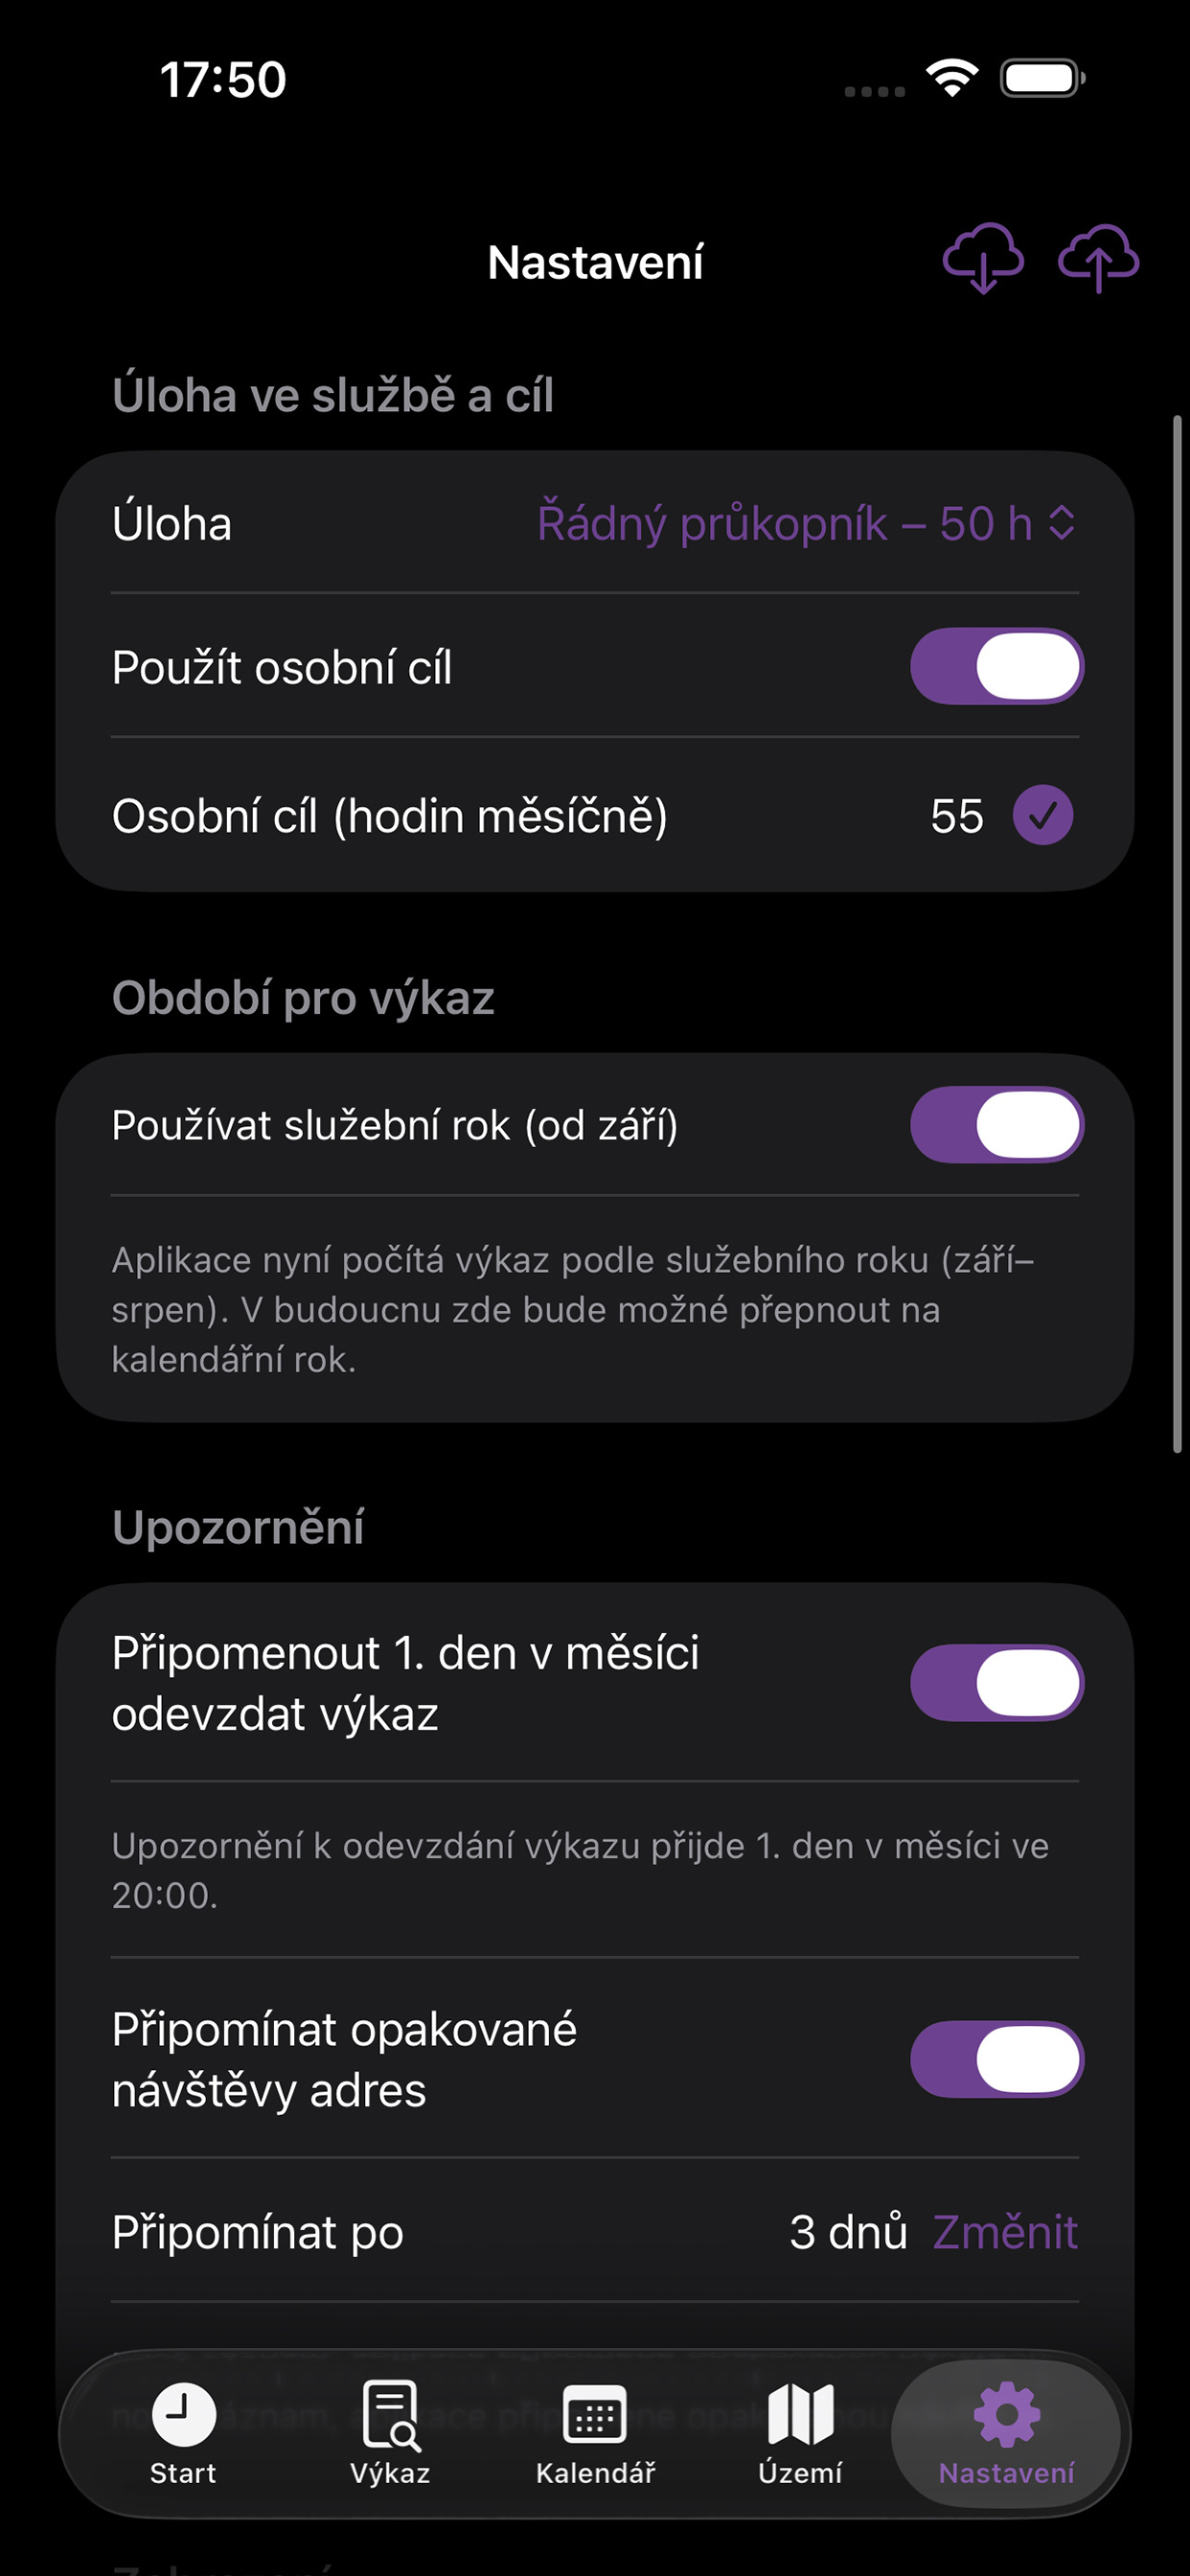 17:50
Nastavení
Úloha ve službě a cíl
Úloha
Řádný průkopník – 50 h
Použít osobní cíl
Osobní cíl (hodin měsíčně)
55
Období pro výkaz
Používat služební rok (od září)
Aplikace nyní počítá výkaz podle služebního roku (září–
srpen). V budoucnu zde bude možné přepnout na
kalendářní rok.
Upozornění
Připomenout 1. den v měsíci
odevzdat výkaz
Upozornění k odevzdání výkazu přijde 1. den v měsíci ve
20:00.
Připomínat opakované
návštěvy adres
Připomínat po
3 dnů Změnit
Start
Výkaz
Kalendář
Území
Nastavení